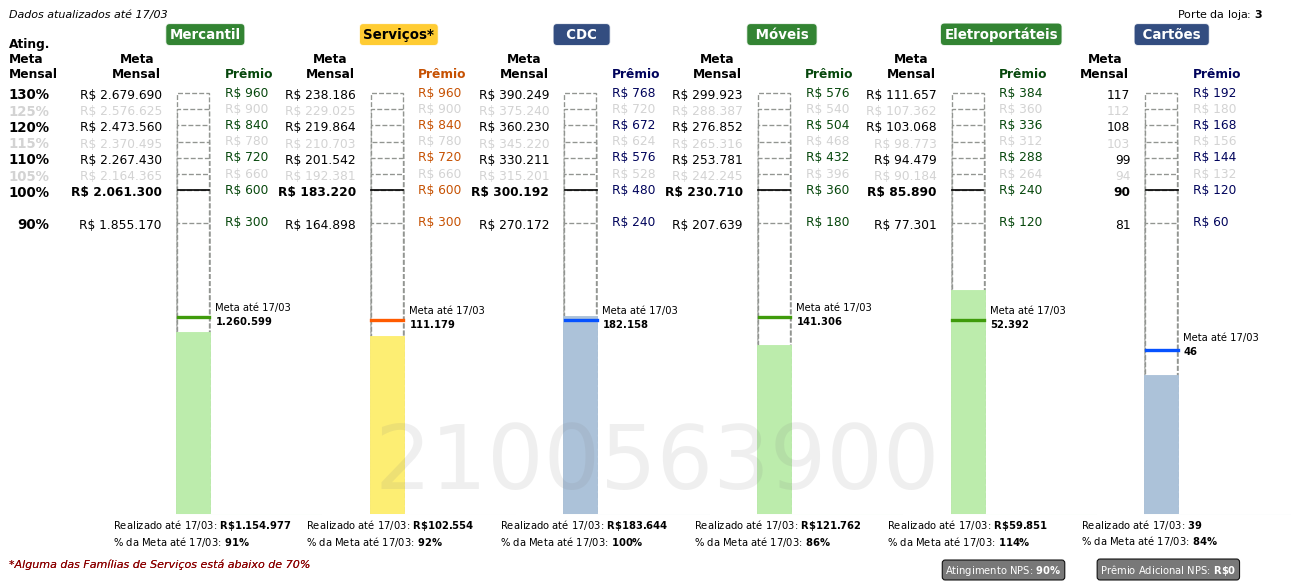 Dados atualizados até 17/03
Porte da loja: 3
Mercantil Serviços* CDC Móveis Eletroportáteis Cartões
Ating. Meta Mensal
Meta Mensal Prêmio Meta Mensal Prêmio Meta Mensal Prêmio Meta Mensal Prêmio Meta Mensal Prêmio Meta Mensal Prêmio
130% R$ 2.679.690 R$ 960 R$ 238.186 R$ 960 R$ 390.249 R$ 768 R$ 299.923 R$ 576 R$ 111.657 R$ 384 117 R$ 192
125% R$ 2.576.625 R$ 900 R$ 229.025 R$ 900 R$ 375.240 R$ 720 R$ 288.387 R$ 540 R$ 107.362 R$ 360 112 R$ 180
120% R$ 2.473.560 R$ 840 R$ 219.864 R$ 840 R$ 360.230 R$ 672 R$ 276.852 R$ 504 R$ 103.068 R$ 336 108 R$ 168
115% R$ 2.370.495 R$ 780 R$ 210.703 R$ 780 R$ 345.220 R$ 624 R$ 265.316 R$ 468 R$ 98.773 R$ 312 103 R$ 156
110% R$ 2.267.430 R$ 720 R$ 201.542 R$ 720 R$ 330.211 R$ 576 R$ 253.781 R$ 432 R$ 94.479 R$ 288 99 R$ 144
105% R$ 2.164.365 R$ 660 R$ 192.381 R$ 660 R$ 315.201 R$ 528 R$ 242.245 R$ 396 R$ 90.184 R$ 264 94 R$ 132
100% R$ 2.061.300 R$ 600 R$ 183.220 R$ 600 R$ 300.192 R$ 480 R$ 230.710 R$ 360 R$ 85.890 R$ 240 90 R$ 120
90% R$ 1.855.170 R$ 300 R$ 164.898 R$ 300 R$ 270.172 R$ 240 R$ 207.639 R$ 180 R$ 77.301 R$ 120 81 R$ 60
Meta até 17/03 Meta até 17/03 Meta até 17/03 Meta até 17/03 Meta até 17/03
1.260.599 111.179 182.158 141.306 52.392
Meta até 17/03
46
2100563900
Realizado até 17/03: R$1.154.977 Realizado até 17/03: R$102.554 Realizado até 17/03: R$183.644 Realizado até 17/03: R$121.762 Realizado até 17/03: R$59.851 Realizado até 17/03: 39
% da Meta até 17/03: 91% % da Meta até 17/03: 92% % da Meta até 17/03: 100% % da Meta até 17/03: 86% % da Meta até 17/03: 114% % da Meta até 17/03: 84%
*Alguma das Famílias de Serviços está abaixo de 70%
Atingimento NPS: 90% Prêmio Adicional NPS: R$0